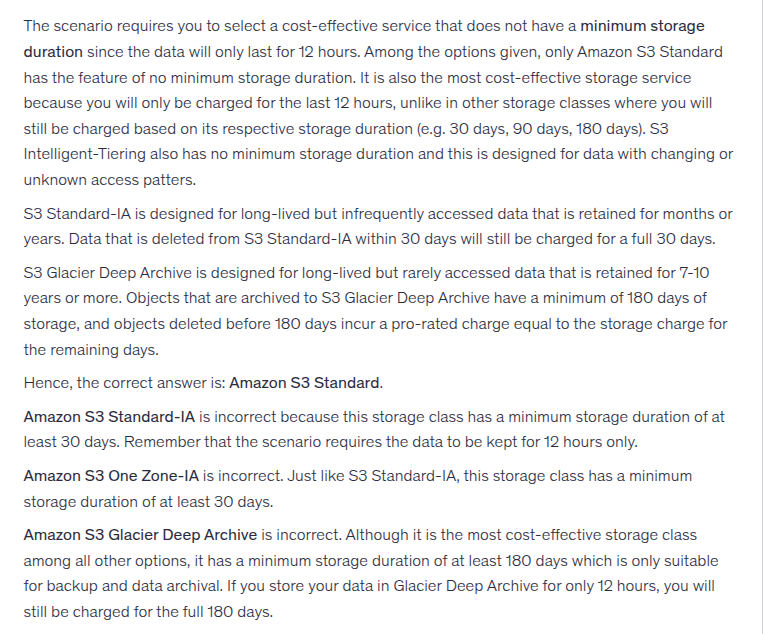 The scenario requires you to select a cost-effective service that does not have a minimum storage
duration since the data will only last for 12 hours. Among the options given, only Amazon S3 Standard
has the feature of no minimum storage duration. It is also the most cost-effective storage service
because you will only be charged for the last 12 hours, unlike in other storage classes where you will
still be charged based on its respective storage duration (e.g. 30 days, 90 days, 180 days). S3
Intelligent-Tiering also has no minimum storage duration and this is designed for data with changing or
unknown access patters.
S3 Standard-IA is designed for long-lived but infrequently accessed data that is retained for months or
years. Data that is deleted from S3 Standard-IA within 30 days will still be charged for a full 30 days.
S3 Glacier Deep Archive is designed for long-lived but rarely accessed data that is retained for 7-10
years or more. Objects that are archived to S3 Glacier Deep Archive have a minimum of 180 days of
storage, and objects deleted before 180 days incur a pro-rated charge equal to the storage charge for
the remaining days.
Hence, the correct answer is: Amazon S3 Standard.
Amazon S3 Standard-IA is incorrect because this storage class has a minimum storage duration of at
least 30 days. Remember that the scenario requires the data to be kept for 12 hours only.
Amazon S3 One Zone-IA is incorrect. Just like S3 Standard-IA, this storage class has a minimum
storage duration of at least 30 days.
Amazon S3 Glacier Deep Archive is incorrect. Although it is the most cost-effective storage class
among all other options, it has a minimum storage duration of at least 180 days which is only suitable
for backup and data archival. If you store your data in Glacier Deep Archive for only 12 hours, you will
still be charged for the full 180 days.